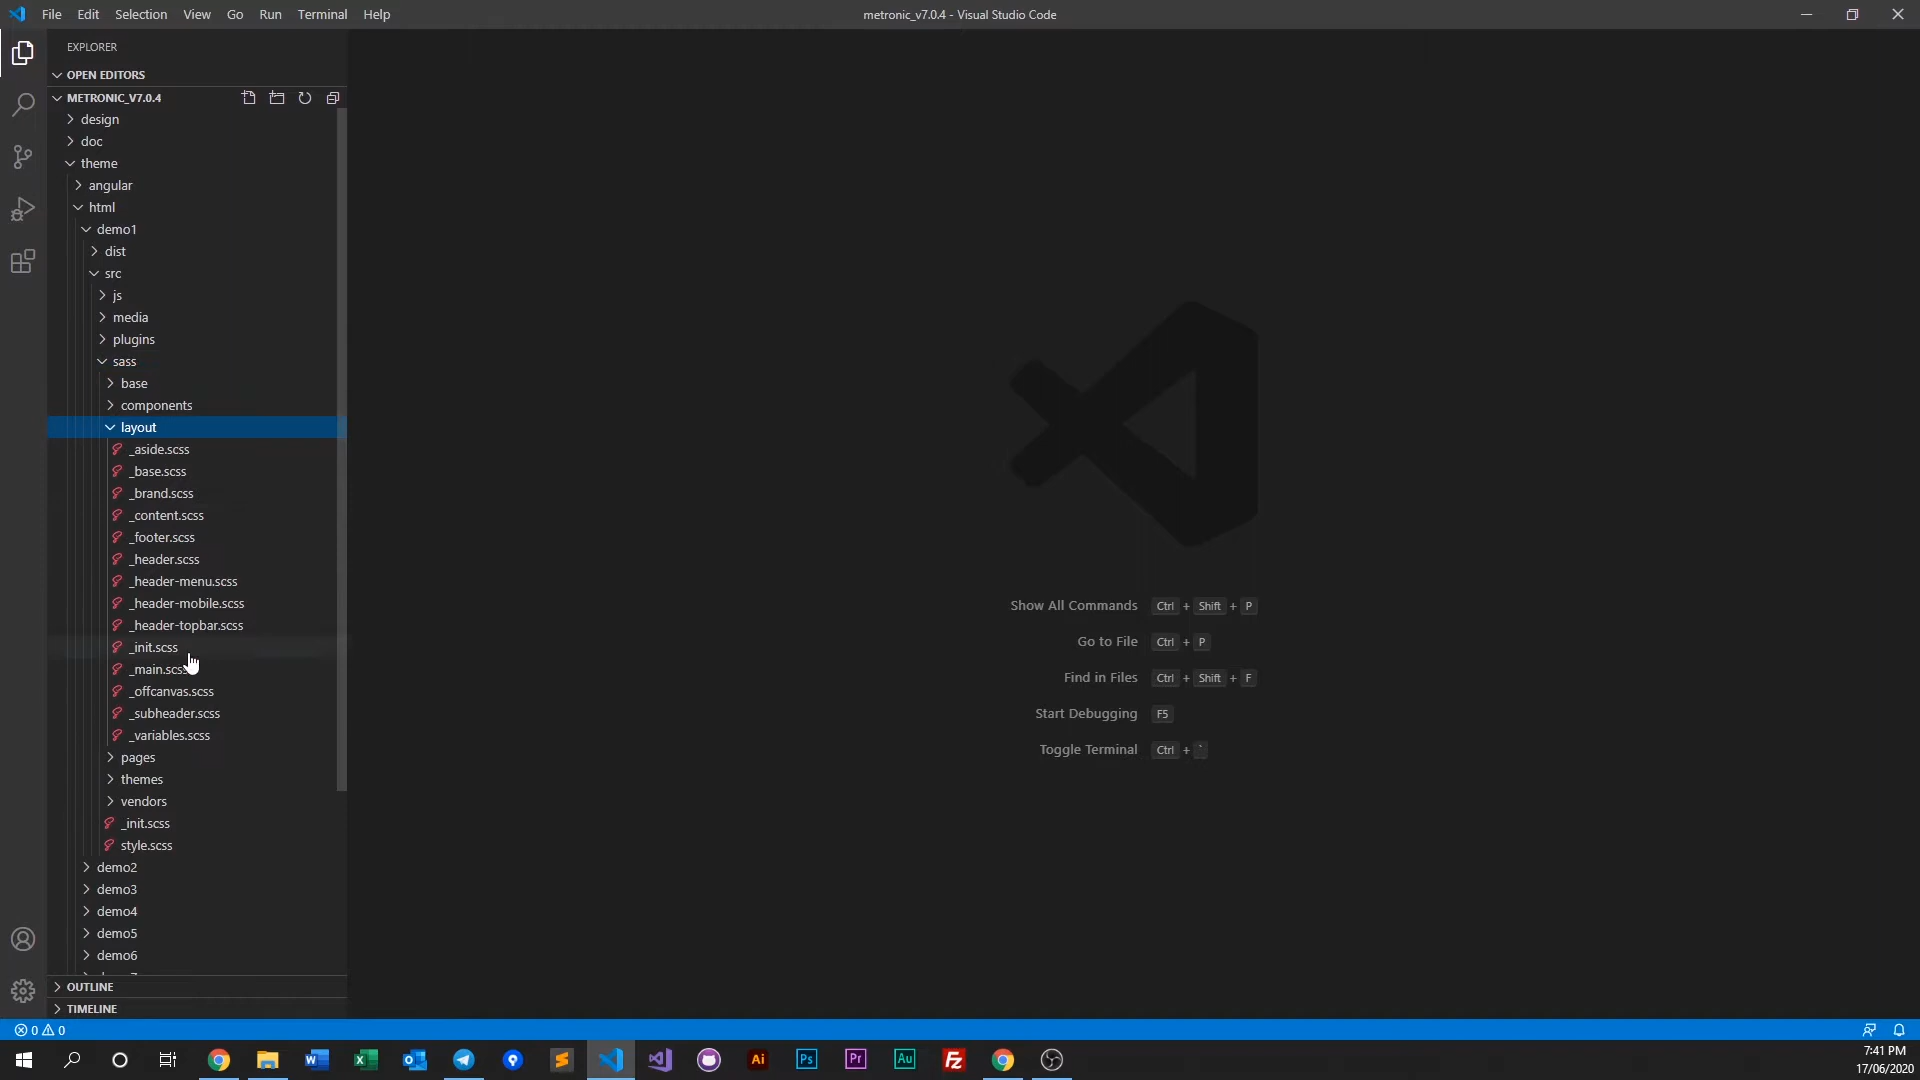 File Edit Selection View Go Run Terminal Help
metronic_v7.0.4 - Visual Studio Code
EXPLORER
OPEN EDITORS
METRONIC_V7.0.4
design
doc
theme
angular
html
demo1
dist
src
js
media
plugins
sass
base
components
layout
_aside.scss
_base.scss
_brand.scss
_content.scss
_footer.scss
_header.scss
_header-menu.scss
_header-mobile.scss
_header-topbar.scss
_init.scss
_main.scss
_offcanvas.scss
_subheader.scss
_variables.scss
pages
themes
vendors
_init.scss
style.scss
demo2
demo3
demo4
demo5
demo6
OUTLINE
TIMELINE
Show All Commands Ctrl + Shift + P
Go to File Ctrl + P
Find in Files Ctrl + Shift + F
Start Debugging F5
Toggle Terminal Ctrl + `
0 0
Ai Ps Pr Au Fz
7:41 PM
17/06/2020